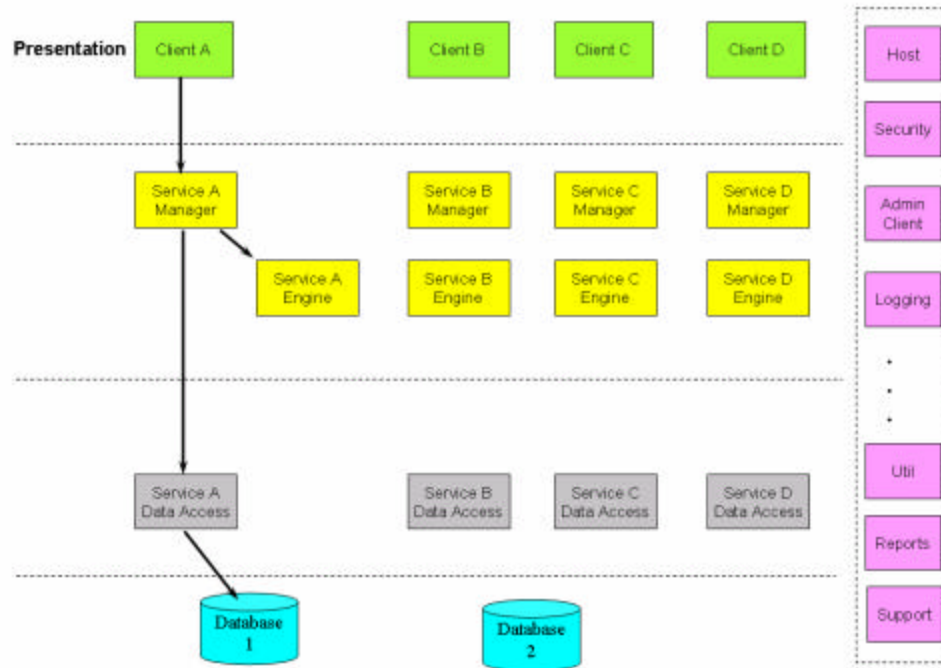 Presentation
Client A
Client B
Client C
Client D
Service A
Manager
Service B
Manager
Service C
Manager
Service D
Manager
Service A
Engine
Service B
Engine
Service C
Engine
Service D
Engine
Service A
Data Access
Service B
Data Access
Service C
Data Access
Service D
Data Access
Database
1
Database
2
Host
Security
Admin
Client
Logging
Util
Reports
Support